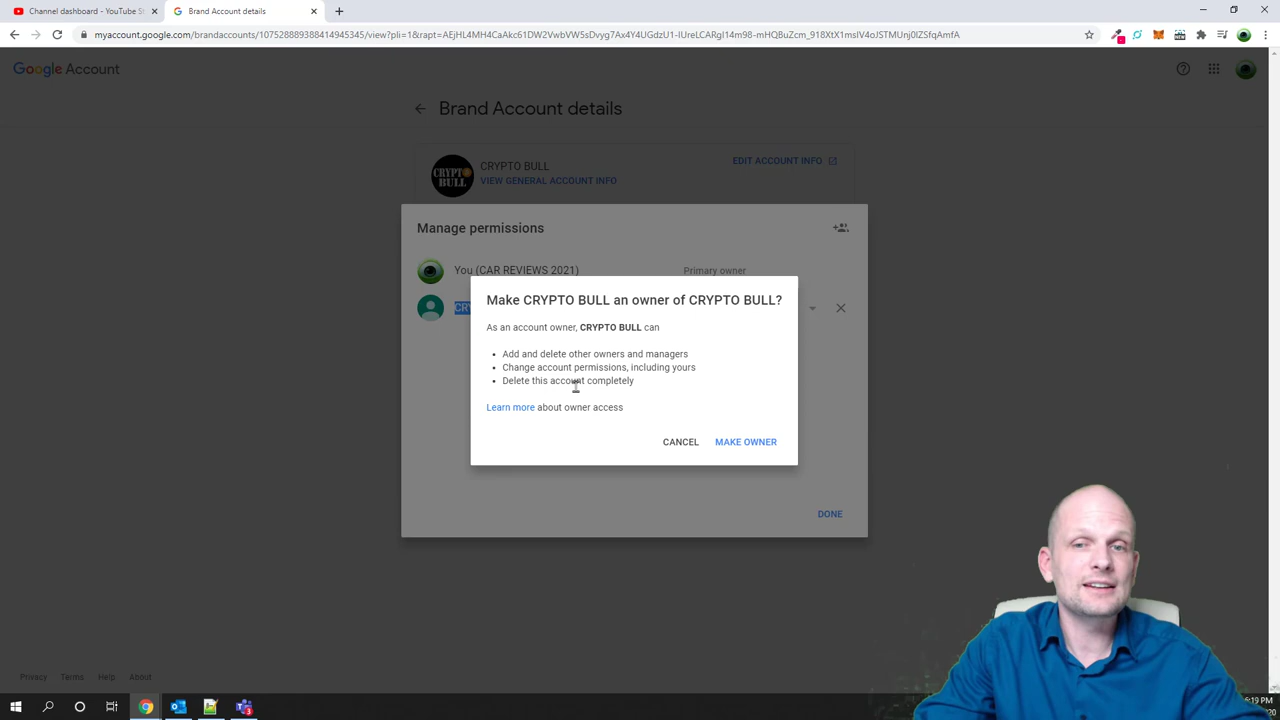 Channel dashboard - YouTube S
Brand Account details
myaccount.google.com/brandaccounts/107528889388414945345/view?pli=1&rapt=AEjHL4MH4CaAkc61DW2VwbVW5sDvyg7Ax4Y4UGdzU1-IUreLCARgI14m98-mHQBuZcm_918XtX1msIV4oJSTMUnj0IZSfqAmfA
Google Account
Brand Account details
CRYPTO
BULL
CRYPTO BULL
EDIT ACCOUNT INFO
VIEW GENERAL ACCOUNT INFO
Manage permissions
You (CAR REVIEWS 2021)
Primary owner
Make CRYPTO BULL an owner of CRYPTO BULL?
As an account owner, CRYPTO BULL can
• Add and delete other owners and managers
• Change account permissions, including yours
• Delete this account completely
Learn more about owner access
CANCEL
MAKE OWNER
DONE
Privacy
Terms
Help
About